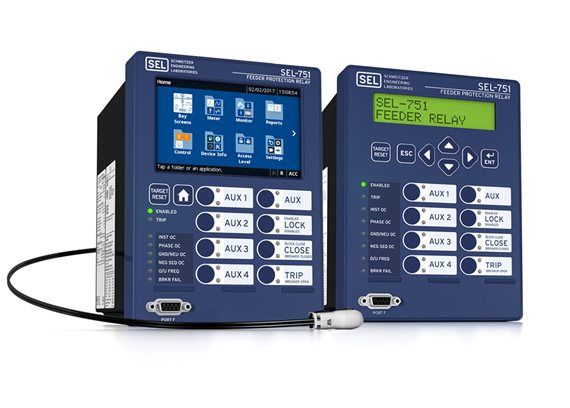 SEL SCHWEITZER ENGINEERING LABORATORIES
SEL-751
FEEDER PROTECTION RELAY
Home
02/02/2017 15:08:54
Bay Screens
Meter
Monitor
Reports
Control
Device Info
Access Level
Settings
Tap a folder or an application.
R ACC
TARGET RESET
ENABLED
TRIP
INST OC
PHASE OC
GND/NEU OC
NEG SEQ OC
O/U FREQ
BRKR FAIL
AUX 1
AUX
AUX 2
ENABLED
LOCK
DISABLED
AUX 3
BLOCK CLOSE
CLOSE
BREAKER CLOSED
AUX 4
TRIP
BREAKER OPEN
PORT F
SEL SCHWEITZER ENGINEERING LABORATORIES
SEL-751
FEEDER PROTECTION RELAY
SEL-751
FEEDER RELAY
TARGET RESET
ESC
ENT
ENABLED
TRIP
INST OC
PHASE OC
GND/NEU OC
NEG SEQ OC
O/U FREQ
BRKR FAIL
AUX 1
AUX
AUX 2
ENABLED
LOCK
DISABLED
AUX 3
BLOCK CLOSE
CLOSE
BREAKER CLOSED
AUX 4
TRIP
BREAKER OPEN
PORT F